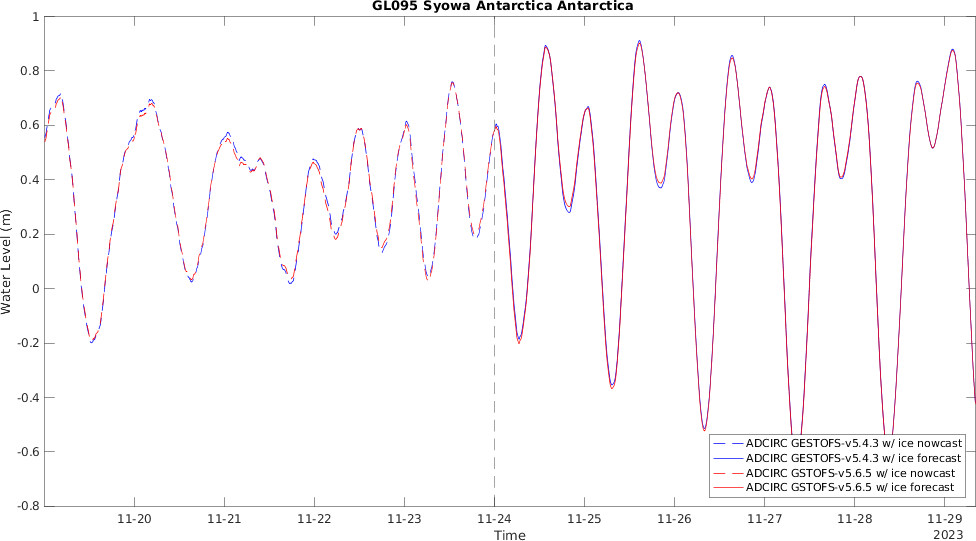 GL095 Syowa Antarctica Antarctica
1
0.8
0.6
0.4
0.2
0
-0.2
-0.4
-0.6
-0.8
Water Level (m)
ADCIRC GESTOFS-v5.4.3 w/ ice nowcast
ADCIRC GESTOFS-v5.4.3 w/ ice forecast
ADCIRC GSTOFS-v5.6.5 w/ ice nowcast
ADCIRC GSTOFS-v5.6.5 w/ ice forecast
11-20 11-21 11-22 11-23 11-24 11-25 11-26 11-27 11-28 11-29
Time 2023